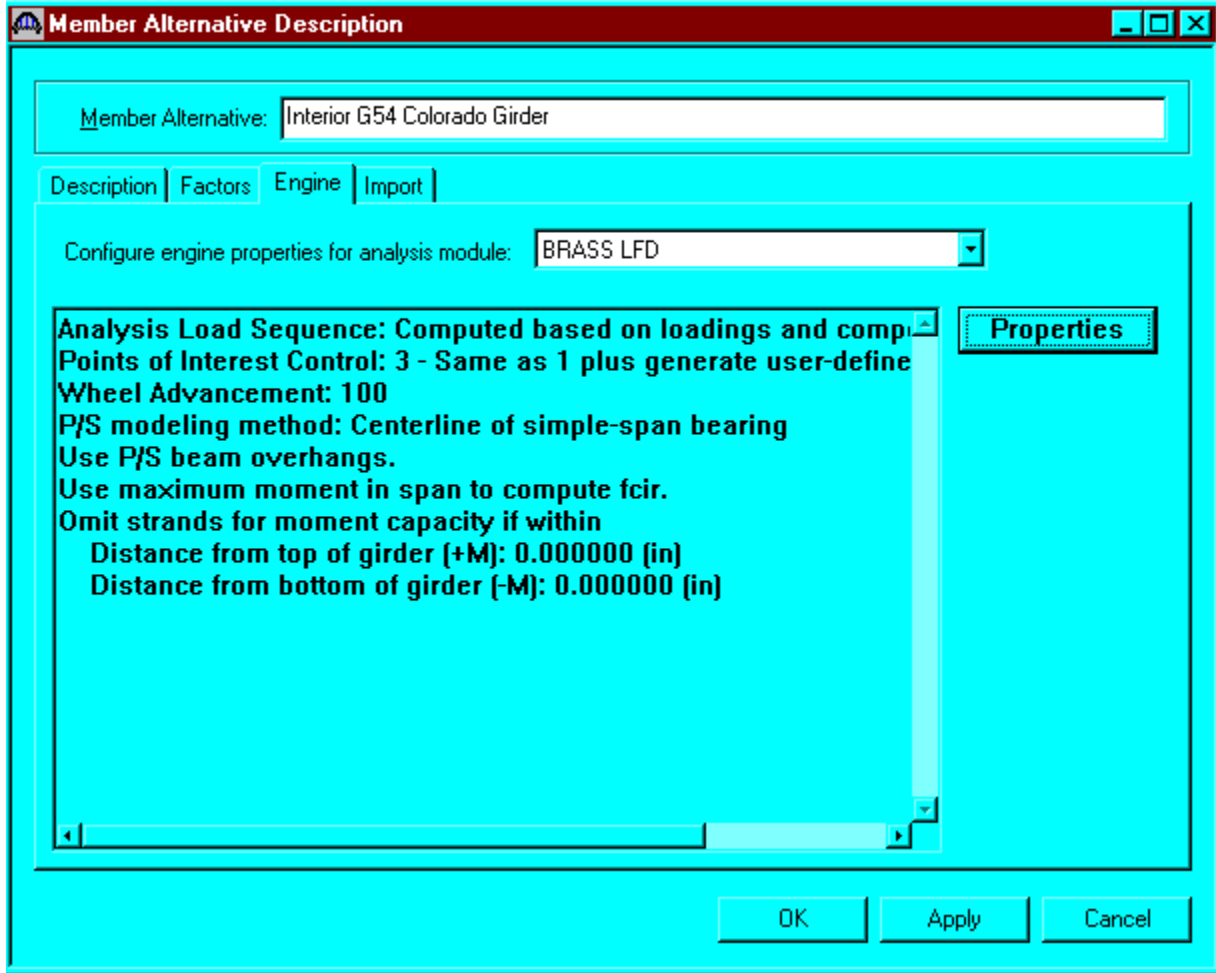 Member Alternative Description
Member Alternative: Interior G54 Colorado Girder
Description Factors Engine Import
Configure engine properties for analysis module: BRASS LFD
Analysis Load Sequence: Computed based on loadings and comp
Properties
Points of Interest Control: 3 - Same as 1 plus generate user-define
Wheel Advancement: 100
P/S modeling method: Centerline of simple-span bearing
Use P/S beam overhangs.
Use maximum moment in span to compute fcir.
Omit strands for moment capacity if within
Distance from top of girder (+M): 0.000000 (in)
Distance from bottom of girder (-M): 0.000000 (in)
OK Apply Cancel